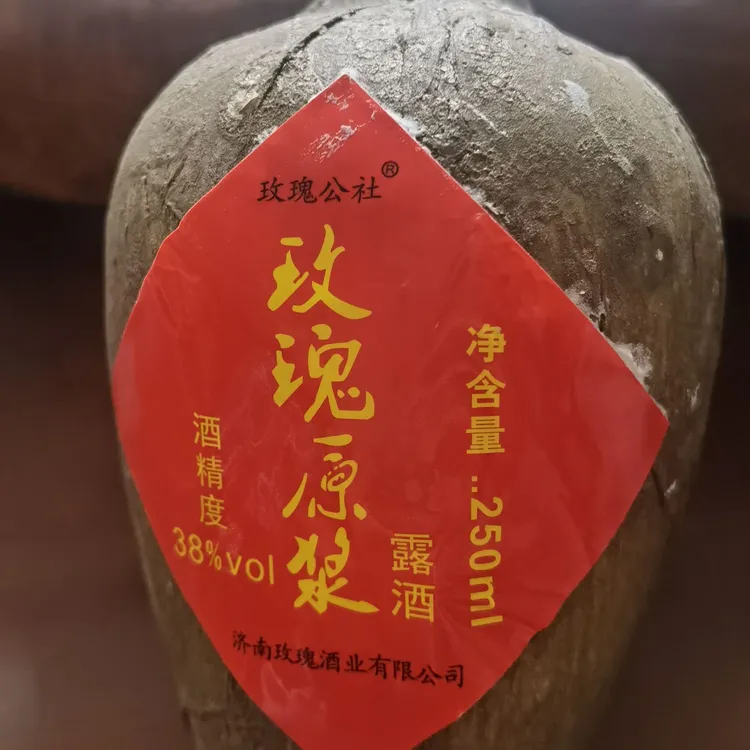 玫瑰公社®
玫瑰原浆
露酒
酒精度
38%vol
净含量:250ml
济南玫瑰酒业有限公司